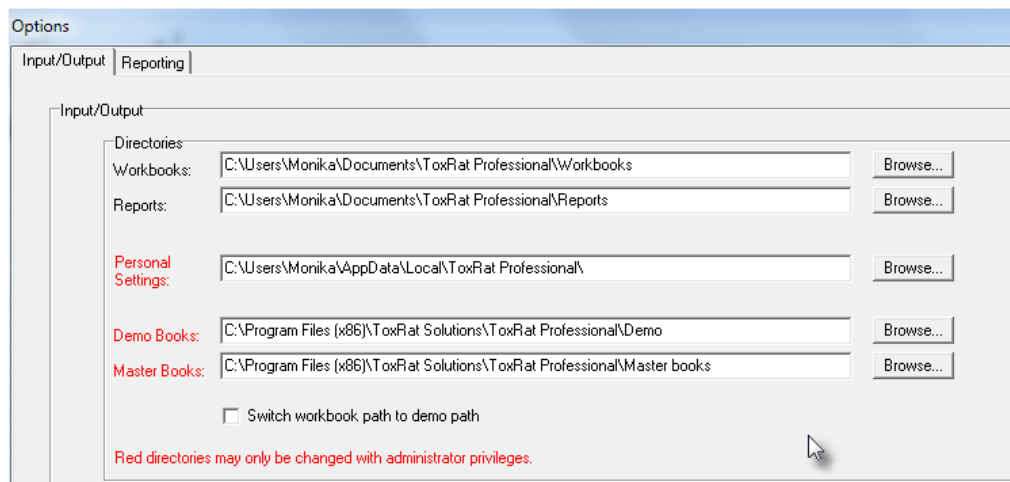 Options
Input/Output Reporting
Input/Output
Directories
Workbooks: C:\Users\Monika\Documents\ToxRat Professional\Workbooks Browse...
Reports: C:\Users\Monika\Documents\ToxRat Professional\Reports Browse...
Personal
Settings: C:\Users\Monika\AppData\Local\ToxRat Professional\ Browse...
Demo Books: C:\Program Files (x86)\ToxRat Solutions\ToxRat Professional\Demo Browse...
Master Books: C:\Program Files (x86)\ToxRat Solutions\ToxRat Professional\Master books Browse...
Switch workbook path to demo path
Red directories may only be changed with administrator privileges.